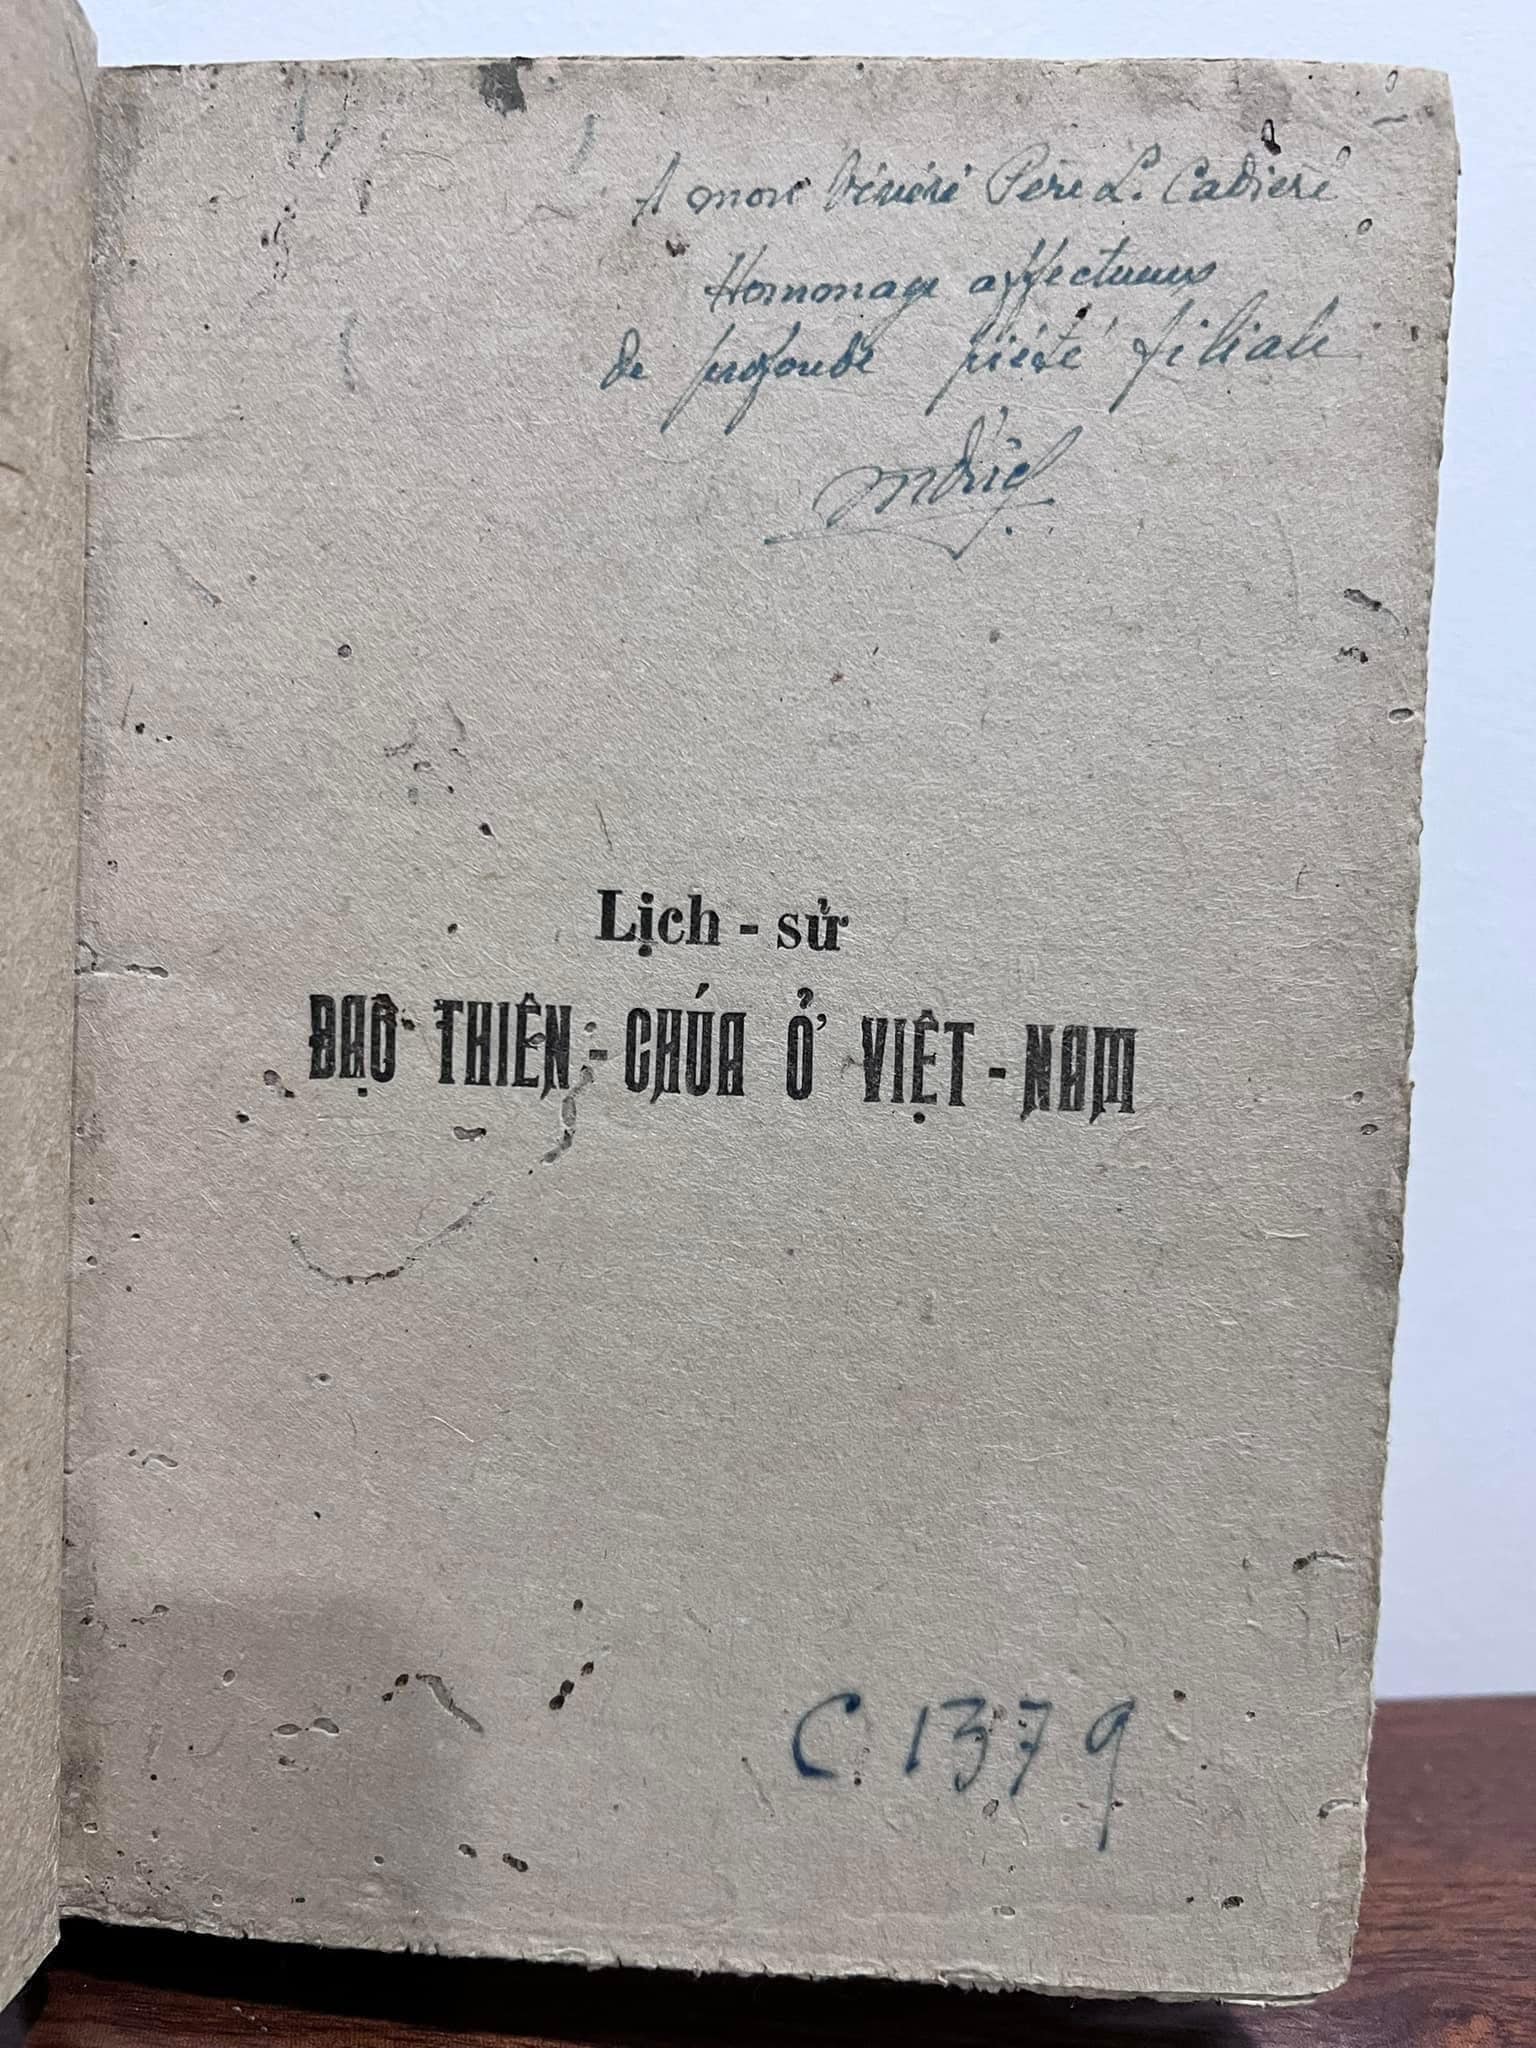 A mon vénéré Père L. Cadière
Hommage affectueux
de profonde piété filiale
Lịch - sử
ĐẠO THIÊN - CHÚA Ở VIỆT - NAM
C 1379